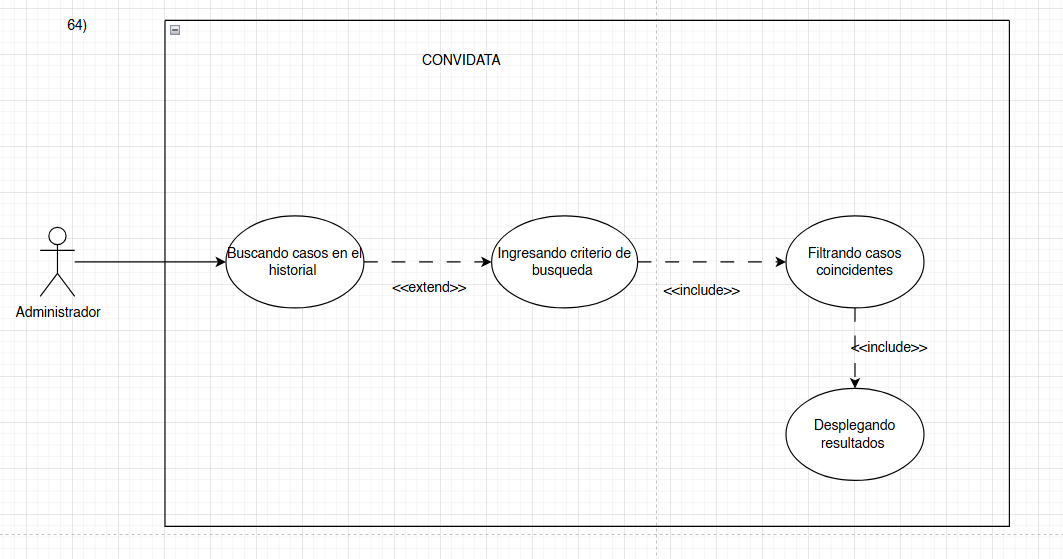 64)
CONVIDATA
Buscando casos en el
historial
Ingresando criterio de
busqueda
Filtrando casos
coincidentes
<<extend>>
<<include>>
Administrador
<<include>>
Desplegando
resultados